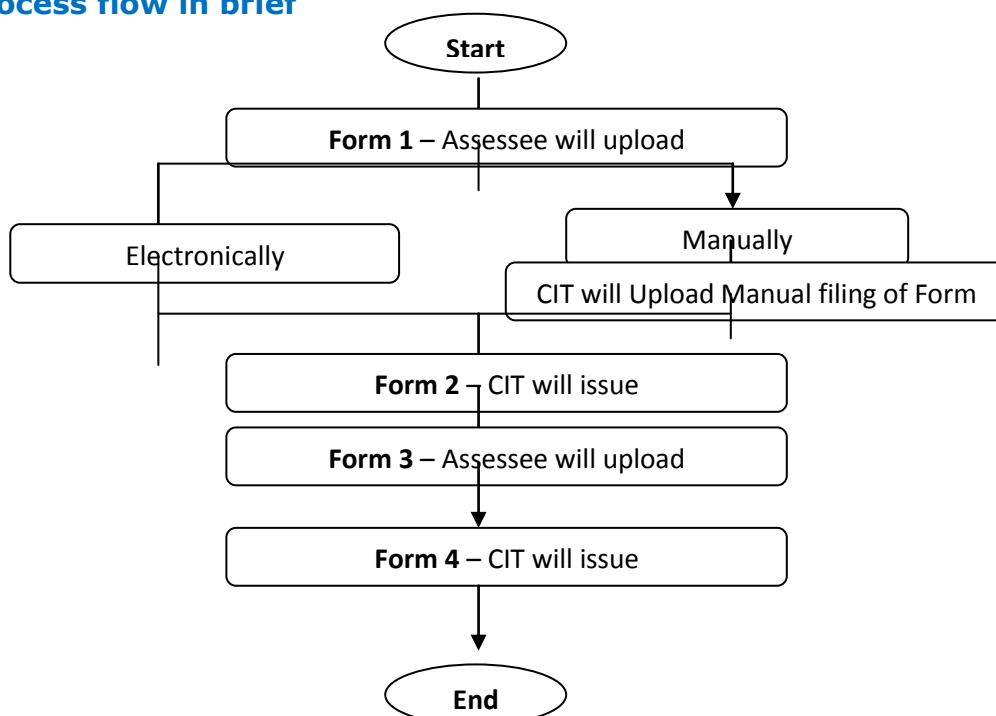 ocess flow in brief
Start
Form 1 – Assessee will upload
Electronically
Manually
CIT will Upload Manual filing of Form
Form 2 – CIT will issue
Form 3 – Assessee will upload
Form 4 – CIT will issue
End